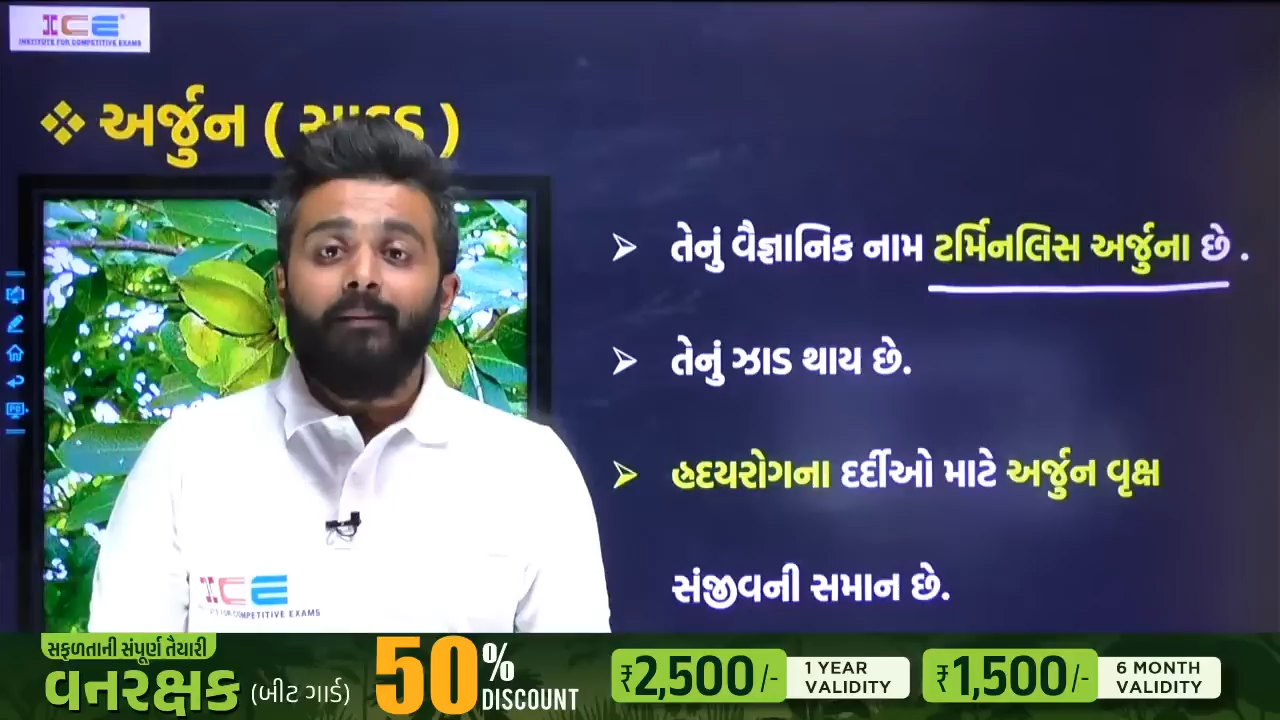 ICE®
INSTITUTE FOR COMPETITIVE EXAMS
❖ અર્જુન ( )
➢ તેનું વૈજ્ઞાનિક નામ ટર્મિનલિસ અર્જુના છે .
➢ તેનું ઝાડ થાય છે.
➢ હૃદયરોગના દર્દીઓ માટે અર્જુન વૃક્ષ
સંજીવની સમાન છે.
ICE
FOR COMPETITIVE EXAMS
સફળતાની સંપૂર્ણ તૈયારી
વનરક્ષક (બીટ ગાર્ડ)
50% DISCOUNT
₹2,500/- 1 YEAR VALIDITY
₹1,500/- 6 MONTH VALIDITY